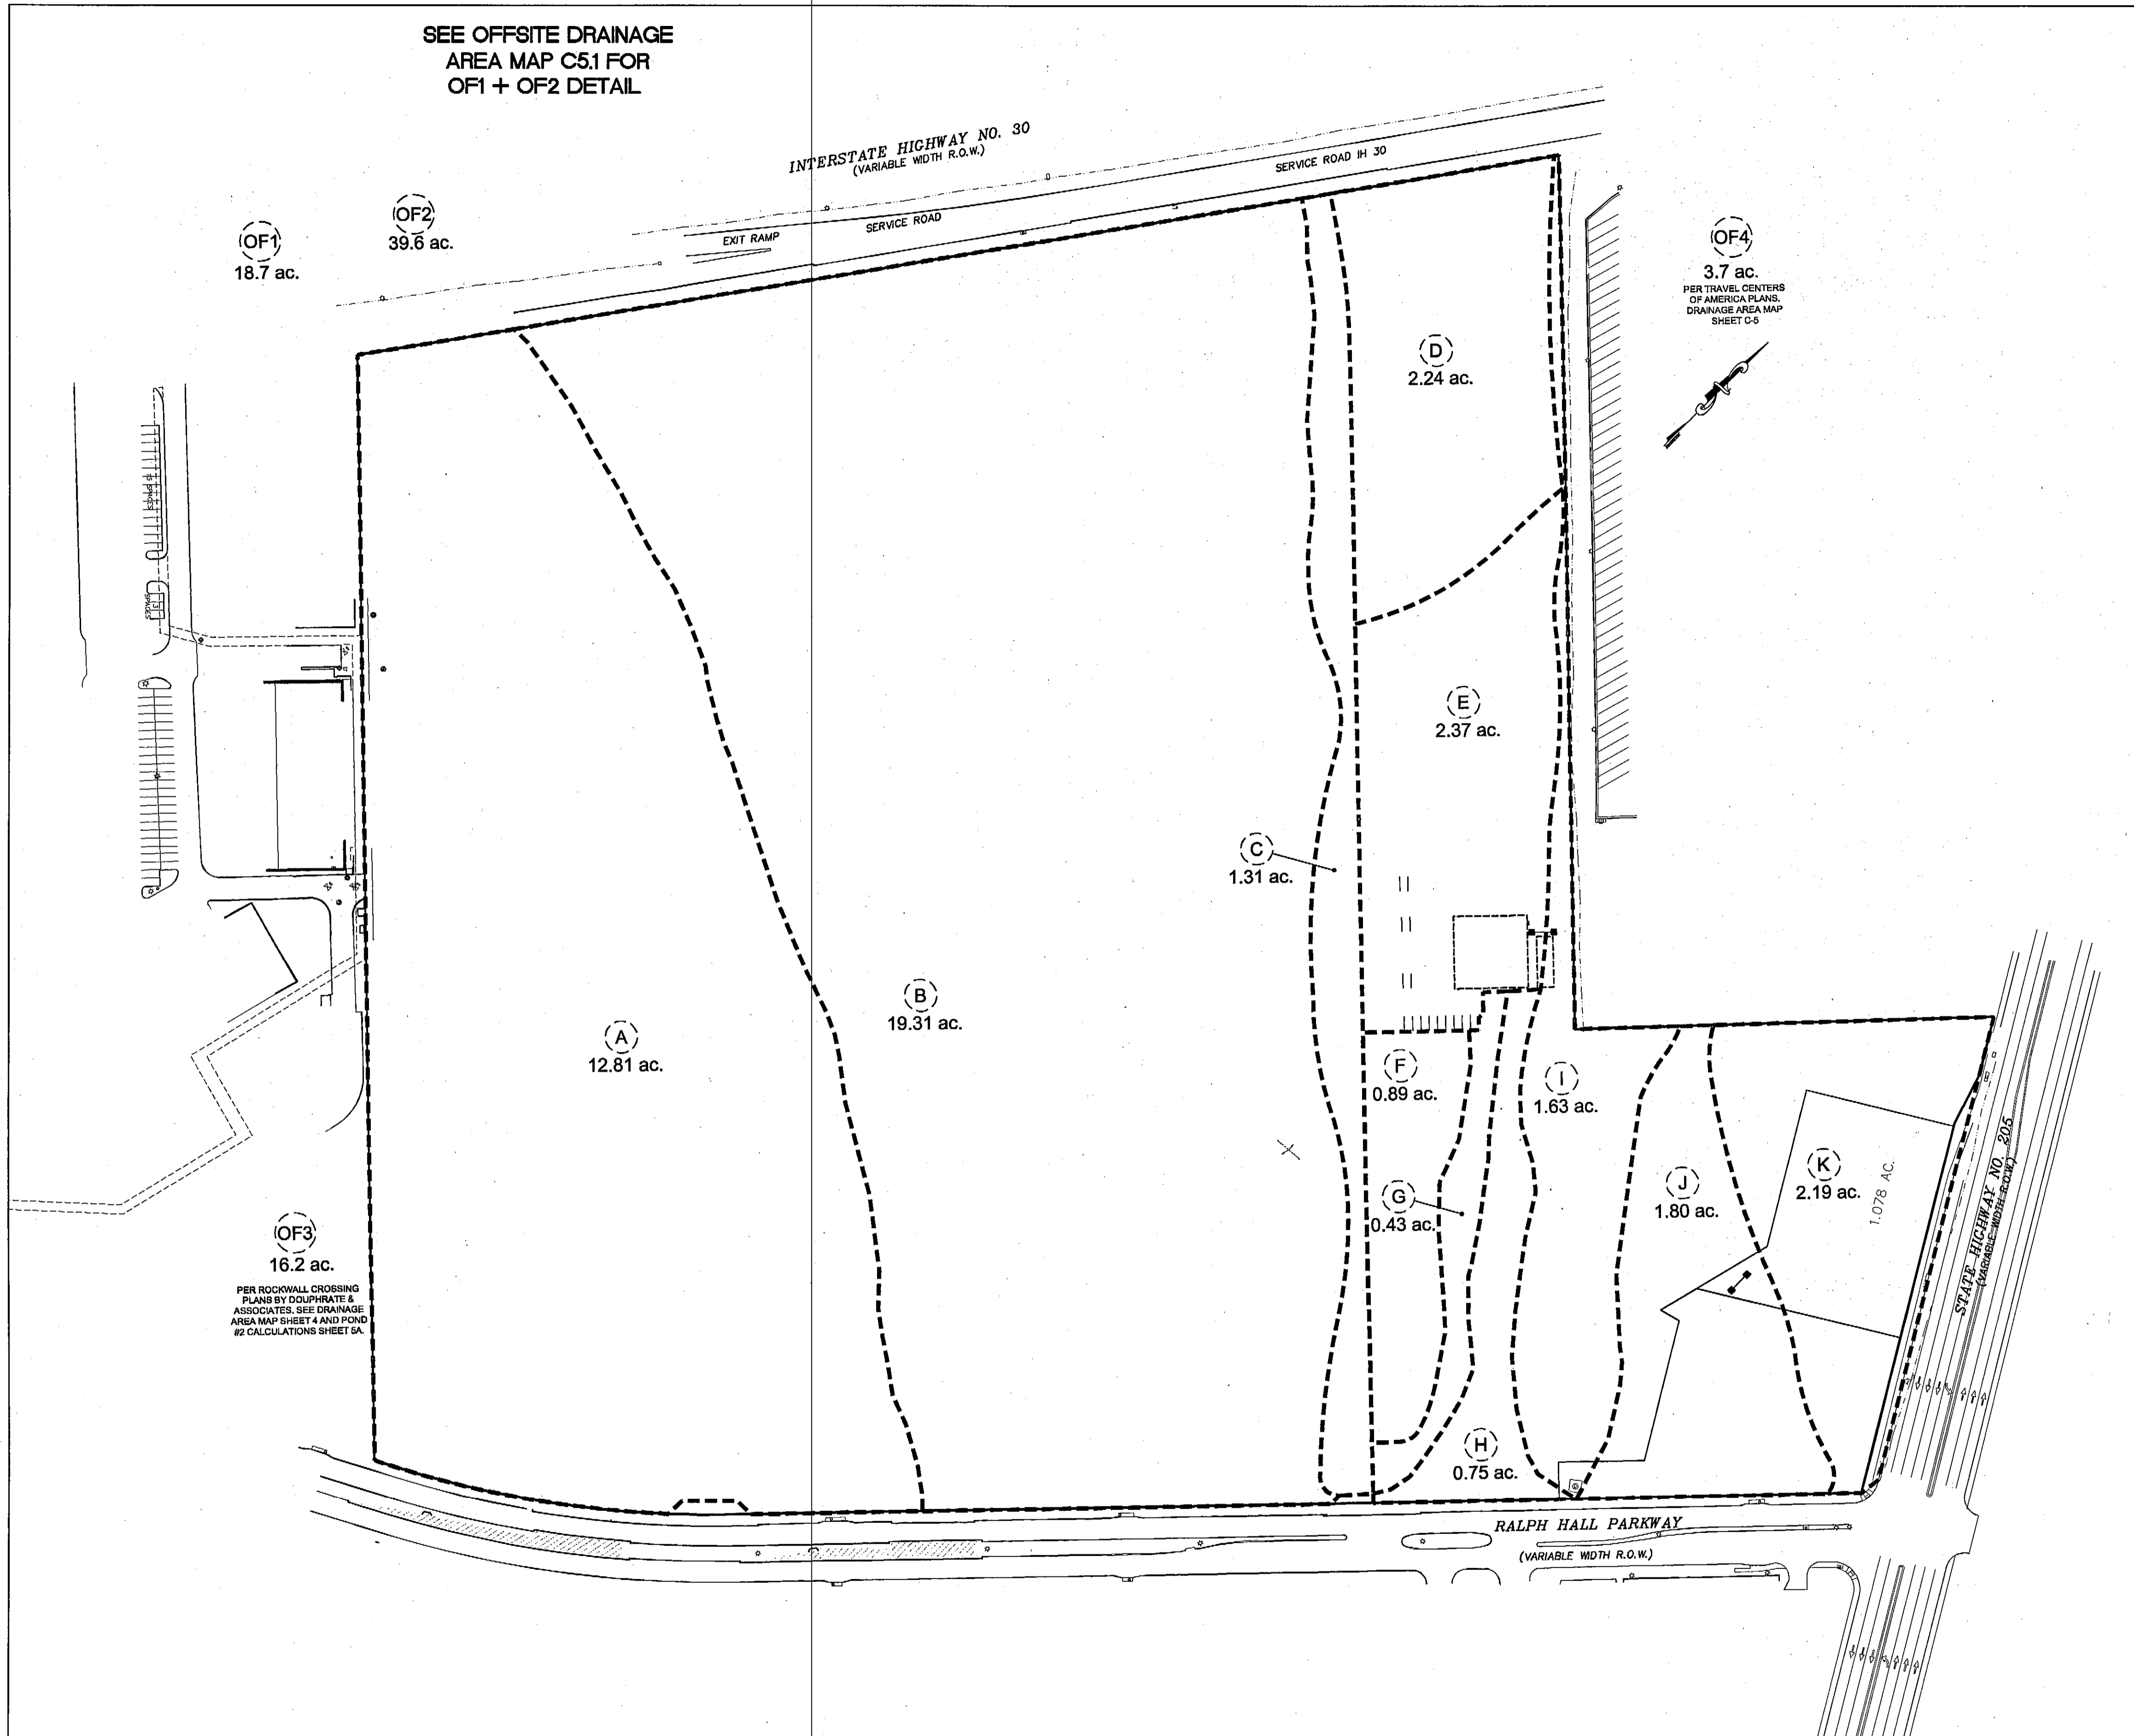 SEE OFFSITE DRAINAGE
AREA MAP C5.1 FOR
OF1 + OF2 DETAIL
INTERSTATE HIGHWAY NO. 30
(VARIABLE WIDTH R.O.W.)
SERVICE ROAD IH 30
SERVICE ROAD
EXIT RAMP
OF1
18.7 ac.
OF2
39.6 ac.
OF4
3.7 ac.
PER TRAVEL CENTERS
OF AMERICA PLANS,
DRAINAGE AREA MAP
SHEET C-5
D
2.24 ac.
SPACES
SPACES
E
2.37 ac.
C
1.31 ac.
B
19.31 ac.
A
12.81 ac.
F
0.89 ac.
I
1.63 ac.
G
0.43 ac.
J
1.80 ac.
K
2.19 ac.
1.078 AC.
STATE HIGHWAY NO. 205
(VARIABLE WIDTH R.O.W.)
OF3
16.2 ac.
PER ROCKWALL CROSSING
PLANS BY DOUPHRATE &
ASSOCIATES. SEE DRAINAGE
AREA MAP SHEET 4 AND POND
#2 CALCULATIONS SHEET 5A.
H
0.75 ac.
RALPH HALL PARKWAY
(VARIABLE WIDTH R.O.W.)